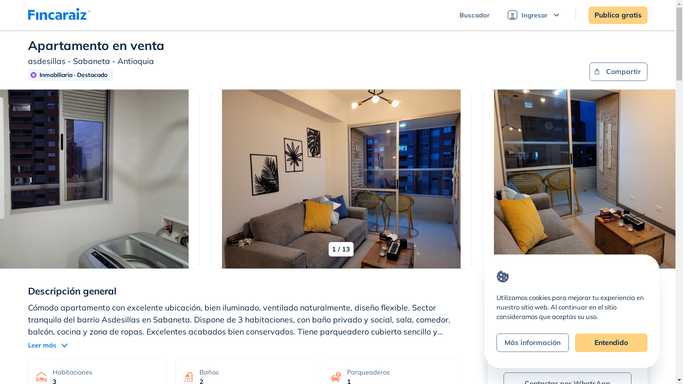 Fincaraiz
Buscador
Ingresar
Publica gratis
Apartamento en venta
asdesillas - Sabaneta - Antioquia
Inmobiliaria · Destacado
Compartir
1 / 13
Descripción general
Cómodo apartamento con excelente ubicación, bien iluminado, ventilado naturalmente, diseño flexible. Sector
tranquilo del barrio Asdesillas en Sabaneta. Dispone de 3 habitaciones, con baño privado y social, sala, comedor,
balcón, cocina y zona de ropas. Excelentes acabados bien conservados. Tiene parqueadero cubierto sencillo y...
Leer más
Habitaciones
3
Baños
2
Parqueaderos
1
Utilizamos cookies para mejorar tu experiencia en
nuestro sitio web. Al continuar en el sitio
consideramos que aceptas su uso.
Más información
Entendido
Contactar por WhatsApp